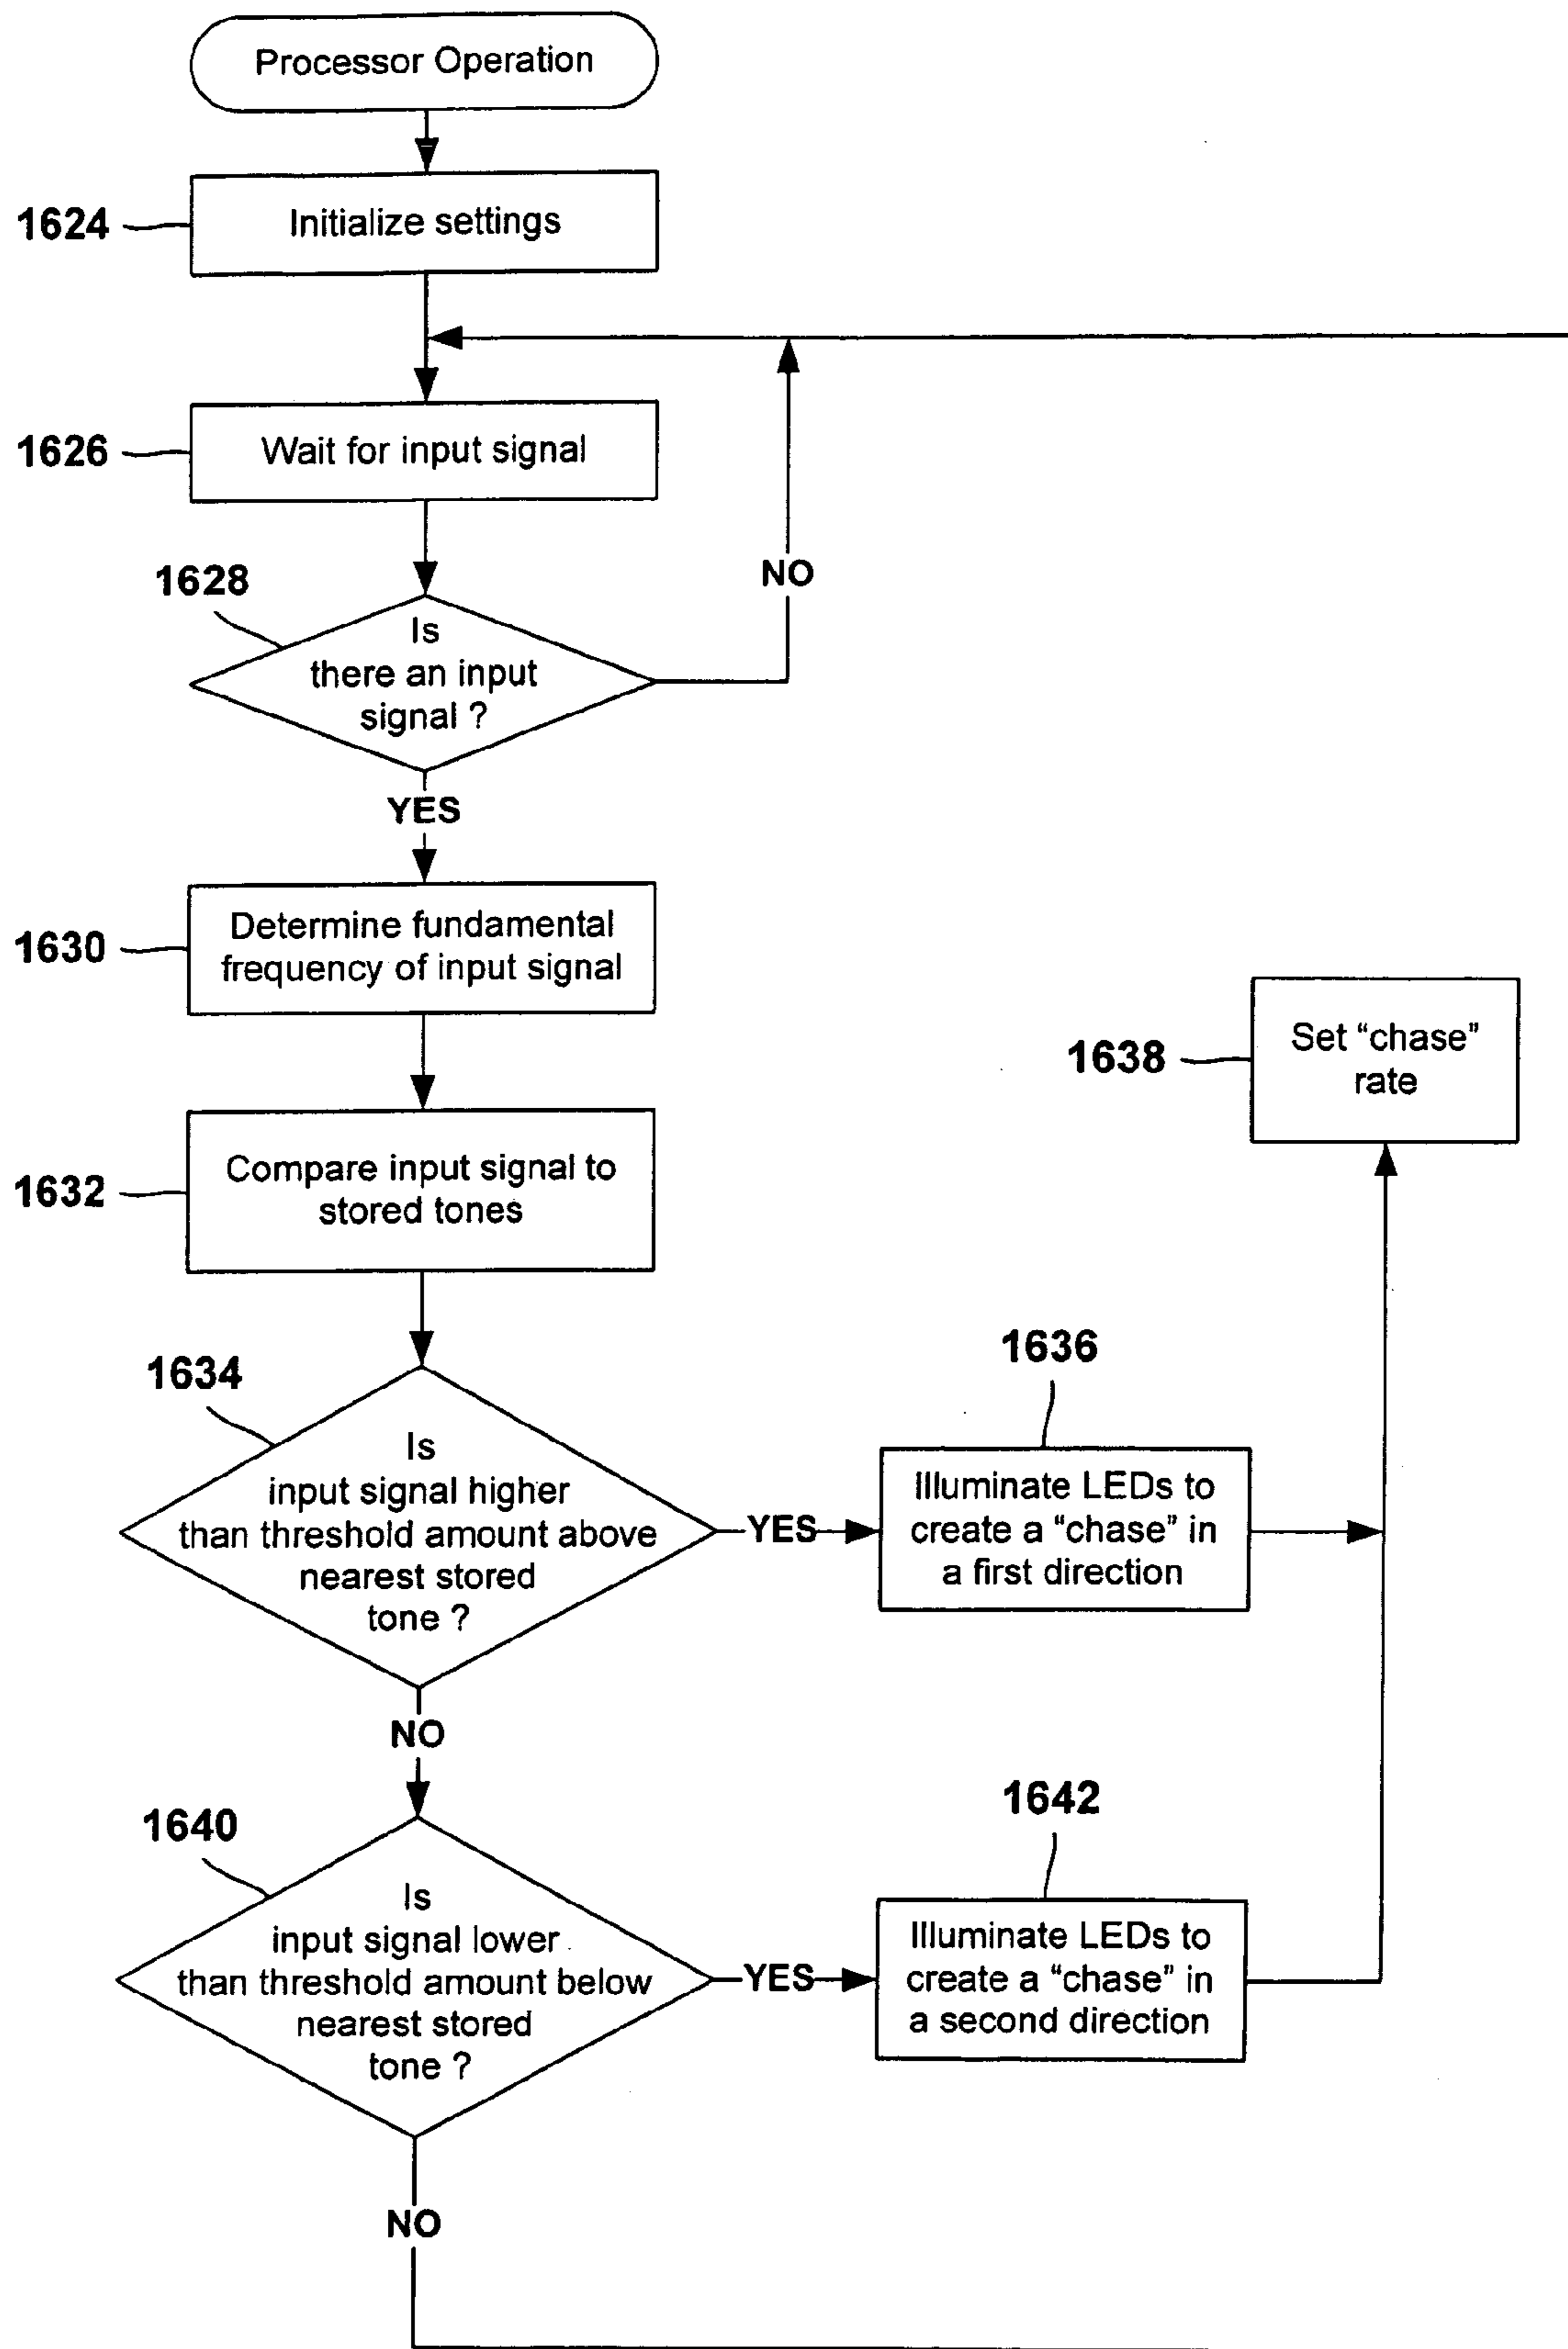 Processor Operation
1624
Initialize settings
1626
Wait for input signal
1628
NO
Is
there an input
signal ?
YES
1630
Determine fundamental
frequency of input signal
1638
Set “chase”
rate
1632
Compare input signal to
stored tones
1634
Is
input signal higher
than threshold amount above
nearest stored
tone ?
YES
1636
Illuminate LEDs to
create a “chase” in
a first direction
NO
1640
Is
input signal lower
than threshold amount below
nearest stored
tone ?
YES
1642
Illuminate LEDs to
create a “chase” in
a second direction
NO